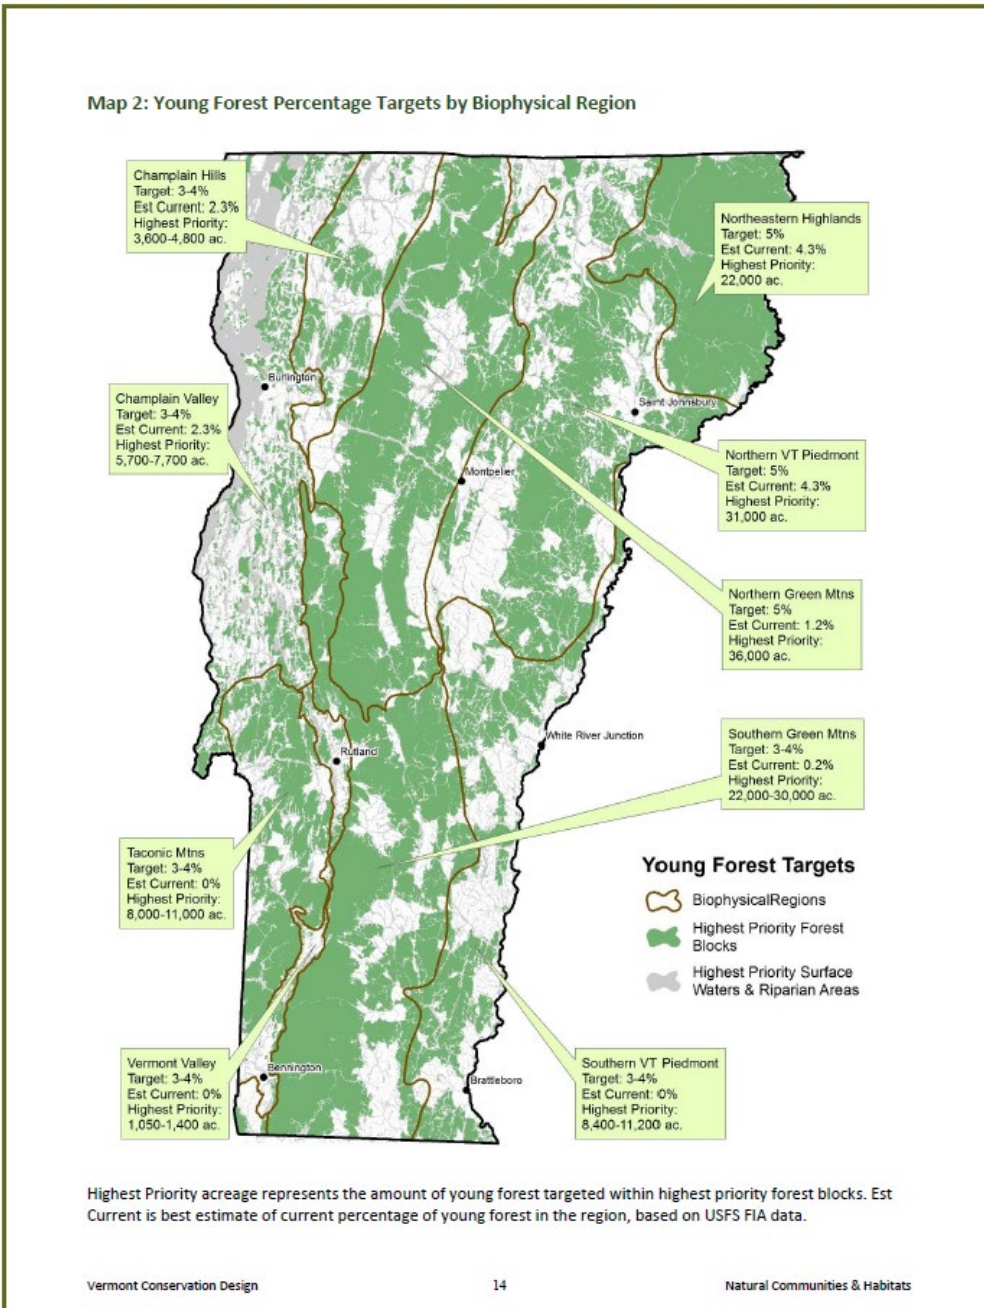 Map 2: Young Forest Percentage Targets by Biophysical Region
Champlain Hills
Target: 3-4%
Est Current: 2.3%
Highest Priority:
3,600-4,800 ac.
Northeastern Highlands
Target: 5%
Est Current: 4.3%
Highest Priority:
22,000 ac.
Burlington
Champlain Valley
Target: 3-4%
Est Current: 2.3%
Highest Priority:
5,700-7,700 ac.
Saint Johnsbury
Montpelier
Northern VT Piedmont
Target: 5%
Est Current: 4.3%
Highest Priority:
31,000 ac.
Northern Green Mtns
Target: 5%
Est Current: 1.2%
Highest Priority:
36,000 ac.
White River Junction
Rutland
Southern Green Mtns
Target: 3-4%
Est Current: 0.2%
Highest Priority:
22,000-30,000 ac.
Taconic Mtns
Target: 3-4%
Est Current: 0%
Highest Priority:
8,000-11,000 ac.
Young Forest Targets
BiophysicalRegions
Highest Priority Forest
Blocks
Highest Priority Surface
Waters & Riparian Areas
Vermont Valley
Target: 3-4%
Est Current: 0%
Highest Priority:
1,050-1,400 ac.
Bennington
Brattleboro
Southern VT Piedmont
Target: 3-4%
Est Current: 0%
Highest Priority:
8,400-11,200 ac.
Highest Priority acreage represents the amount of young forest targeted within highest priority forest blocks. Est
Current is best estimate of current percentage of young forest in the region, based on USFS FIA data.
Vermont Conservation Design
14
Natural Communities & Habitats